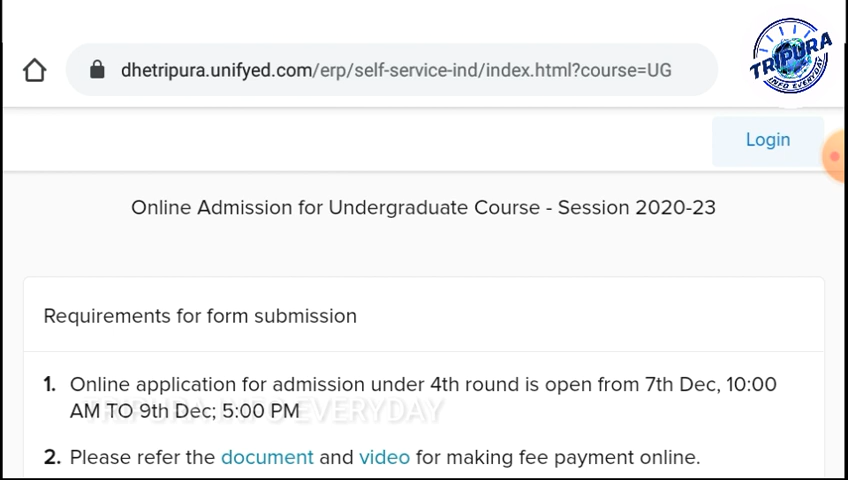 TRIPURA
INFO EVERYDAY
dhetripura.unifyed.com/erp/self-service-ind/index.html?course=UG
Login
Online Admission for Undergraduate Course - Session 2020-23
Requirements for form submission
1. Online application for admission under 4th round is open from 7th Dec, 10:00
AM TO 9th Dec; 5:00 PM
TRIPURA INFO EVERYDAY
2. Please refer the document and video for making fee payment online.